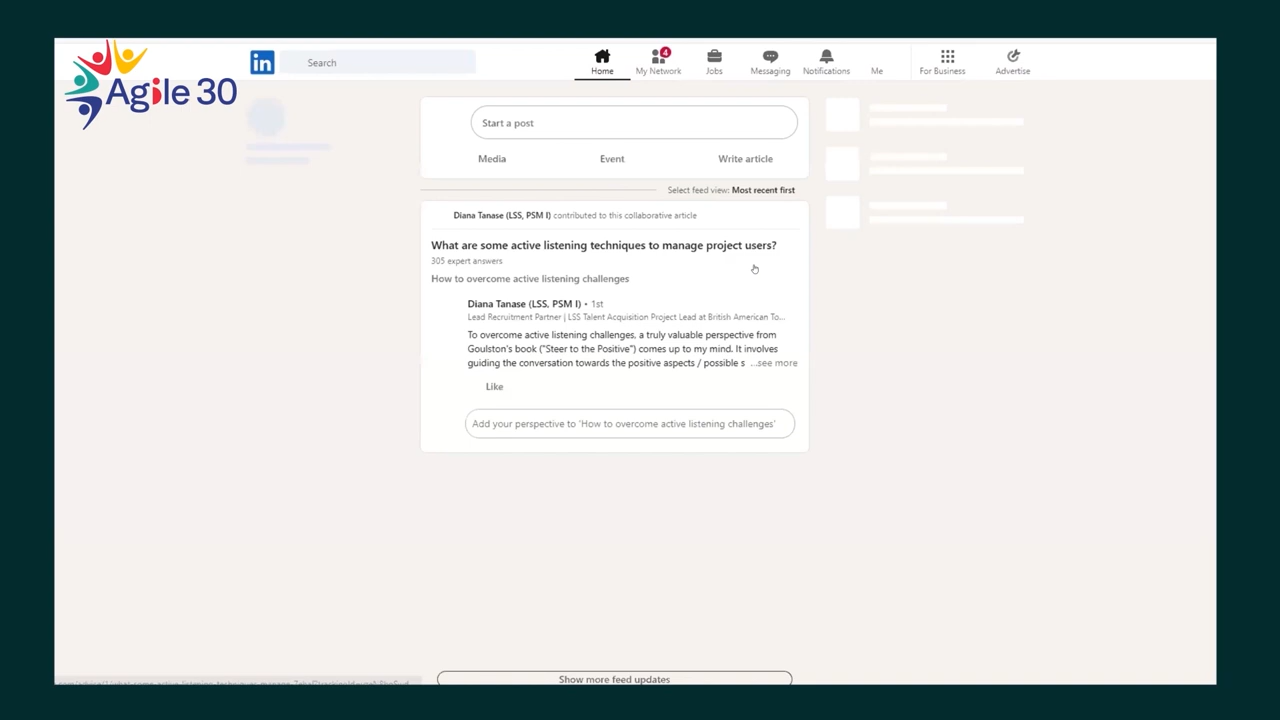 Agile 30
in
Search
4
Home
My Network
Jobs
Messaging
Notifications
Me
For Business
Advertise
Start a post
Media
Event
Write article
Select feed view: Most recent first
Diana Tanase (LSS, PSM I) contributed to this collaborative article
What are some active listening techniques to manage project users?
305 expert answers
How to overcome active listening challenges
Diana Tanase (LSS, PSM I) • 1st
Lead Recruitment Partner | LSS Talent Acquisition Project Lead at British American To...
To overcome active listening challenges, a truly valuable perspective from
Goulston's book ("Steer to the Positive") comes up to my mind. It involves
guiding the conversation towards the positive aspects / possible s ...see more
Like
Add your perspective to 'How to overcome active listening challenges'
Show more feed updates